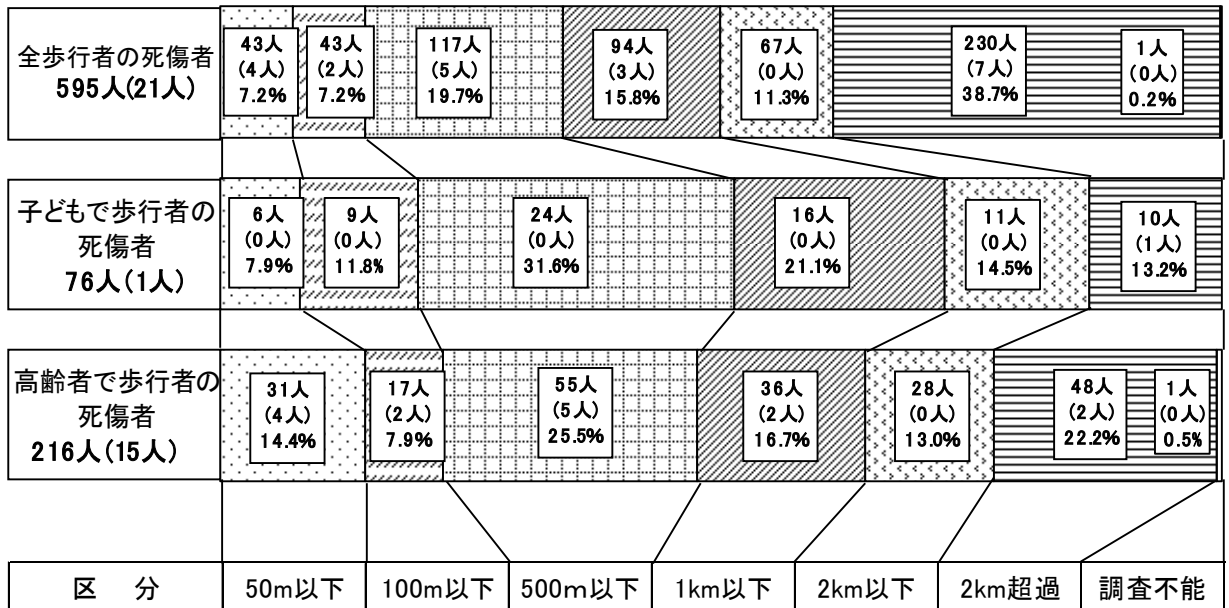 全歩行者の死傷者
595人(21人)
43人
(4人)
7.2%
43人
(2人)
7.2%
117人
(5人)
19.7%
94人
(3人)
15.8%
67人
(0人)
11.3%
230人
(7人)
38.7%
1人
(0人)
0.2%
子どもで歩行者の
死傷者
76人(1人)
6人
(0人)
7.9%
9人
(0人)
11.8%
24人
(0人)
31.6%
16人
(0人)
21.1%
11人
(0人)
14.5%
10人
(1人)
13.2%
高齢者で歩行者の
死傷者
216人(15人)
31人
(4人)
14.4%
17人
(2人)
7.9%
55人
(5人)
25.5%
36人
(2人)
16.7%
28人
(0人)
13.0%
48人
(2人)
22.2%
1人
(0人)
0.5%
区 分 50m以下 100m以下 500m以下 1km以下 2km以下 2km超過 調査不能